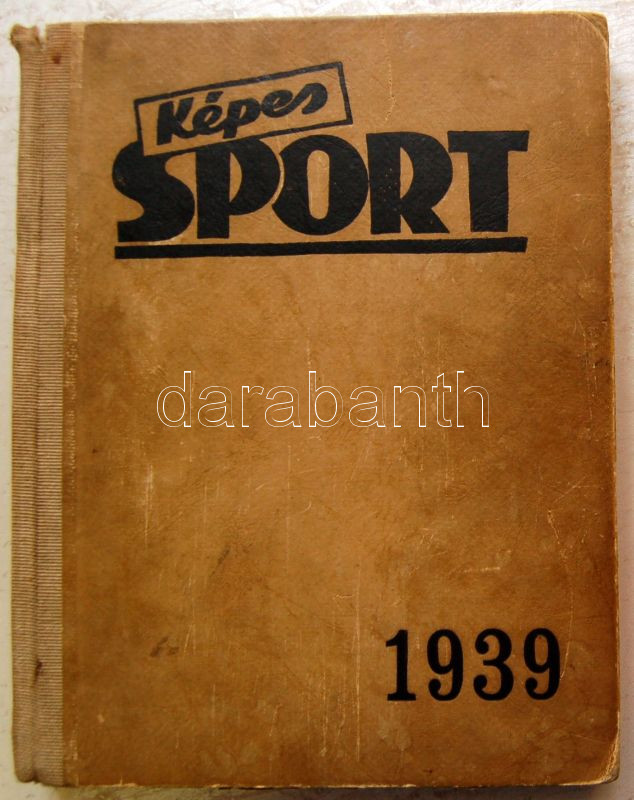 Képes
SPORT
darabanth
1939